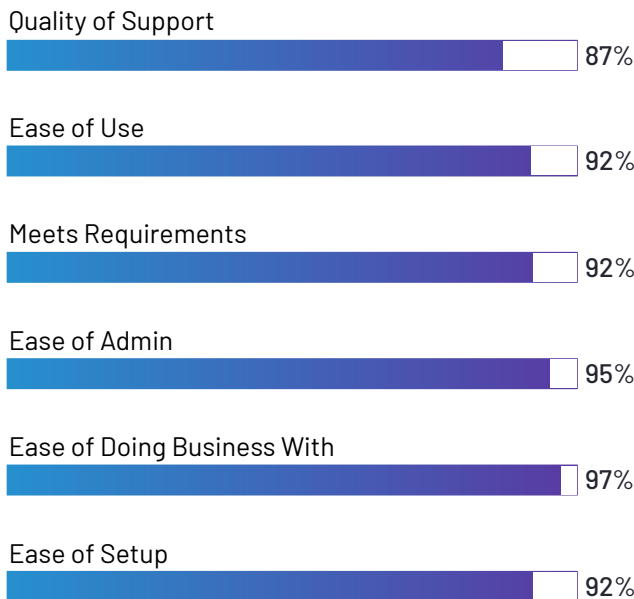 Quality of Support
87%
Ease of Use
92%
Meets Requirements
92%
Ease of Admin
95%
Ease of Doing Business With
97%
Ease of Setup
92%